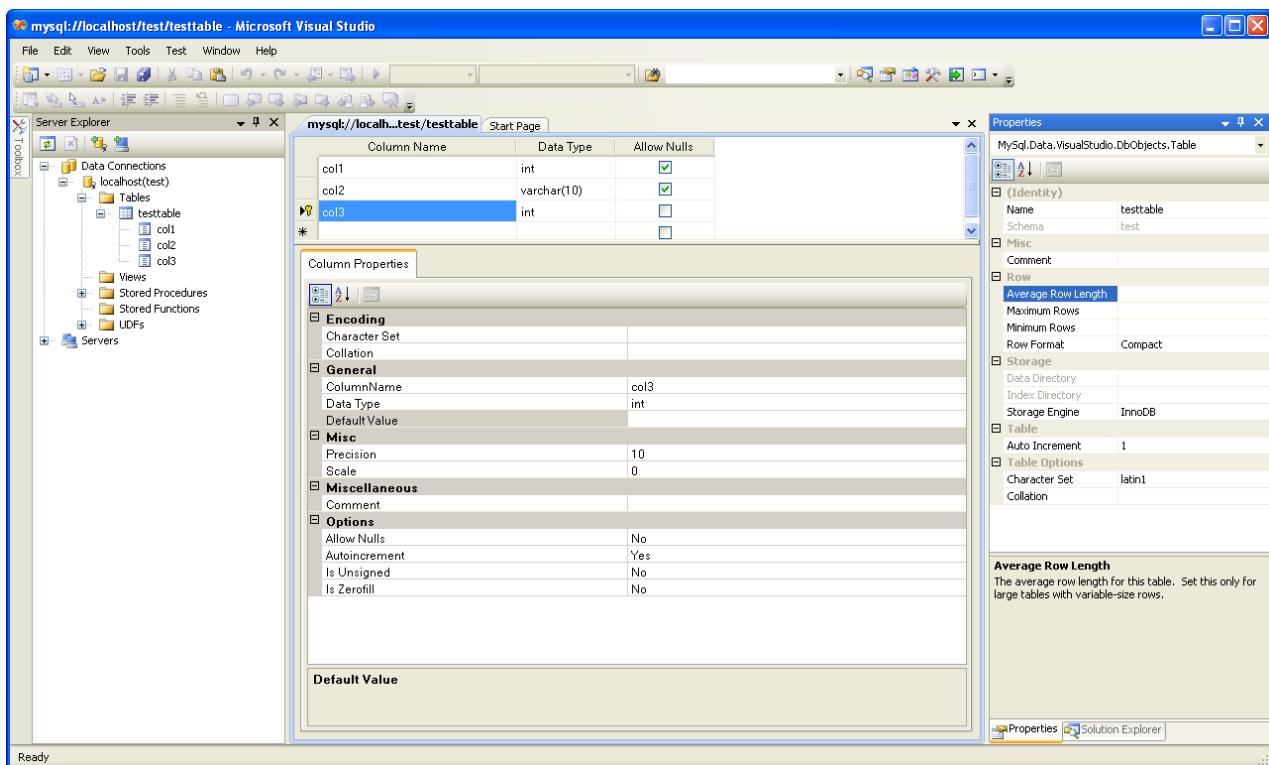 mysql://localhost/test/testtable - Microsoft Visual Studio
File Edit View Tools Test Window Help
Toolbox
Server Explorer
Data Connections
localhost(test)
Tables
testtable
col1
col2
col3
Views
Stored Procedures
Stored Functions
UDFs
Servers
mysql://localh...test/testtable Start Page
Column Name Data Type Allow Nulls
col1 int
col2 varchar(10)
col3 int
Column Properties
Encoding
Character Set
Collation
General
ColumnName col3
Data Type int
Default Value
Misc
Precision 10
Scale 0
Miscellaneous
Comment
Options
Allow Nulls No
Autoincrement Yes
Is Unsigned No
Is Zerofill No
Default Value
Properties
MySql.Data.VisualStudio.DbObjects.Table
(Identity)
Name testtable
Schema test
Misc
Comment
Row
Average Row Length
Maximum Rows
Minimum Rows
Row Format Compact
Storage
Data Directory
Index Directory
Storage Engine InnoDB
Table
Auto Increment 1
Table Options
Character Set latin1
Collation
Average Row Length
The average row length for this table. Set this only for
large tables with variable-size rows.
Properties Solution Explorer
Ready